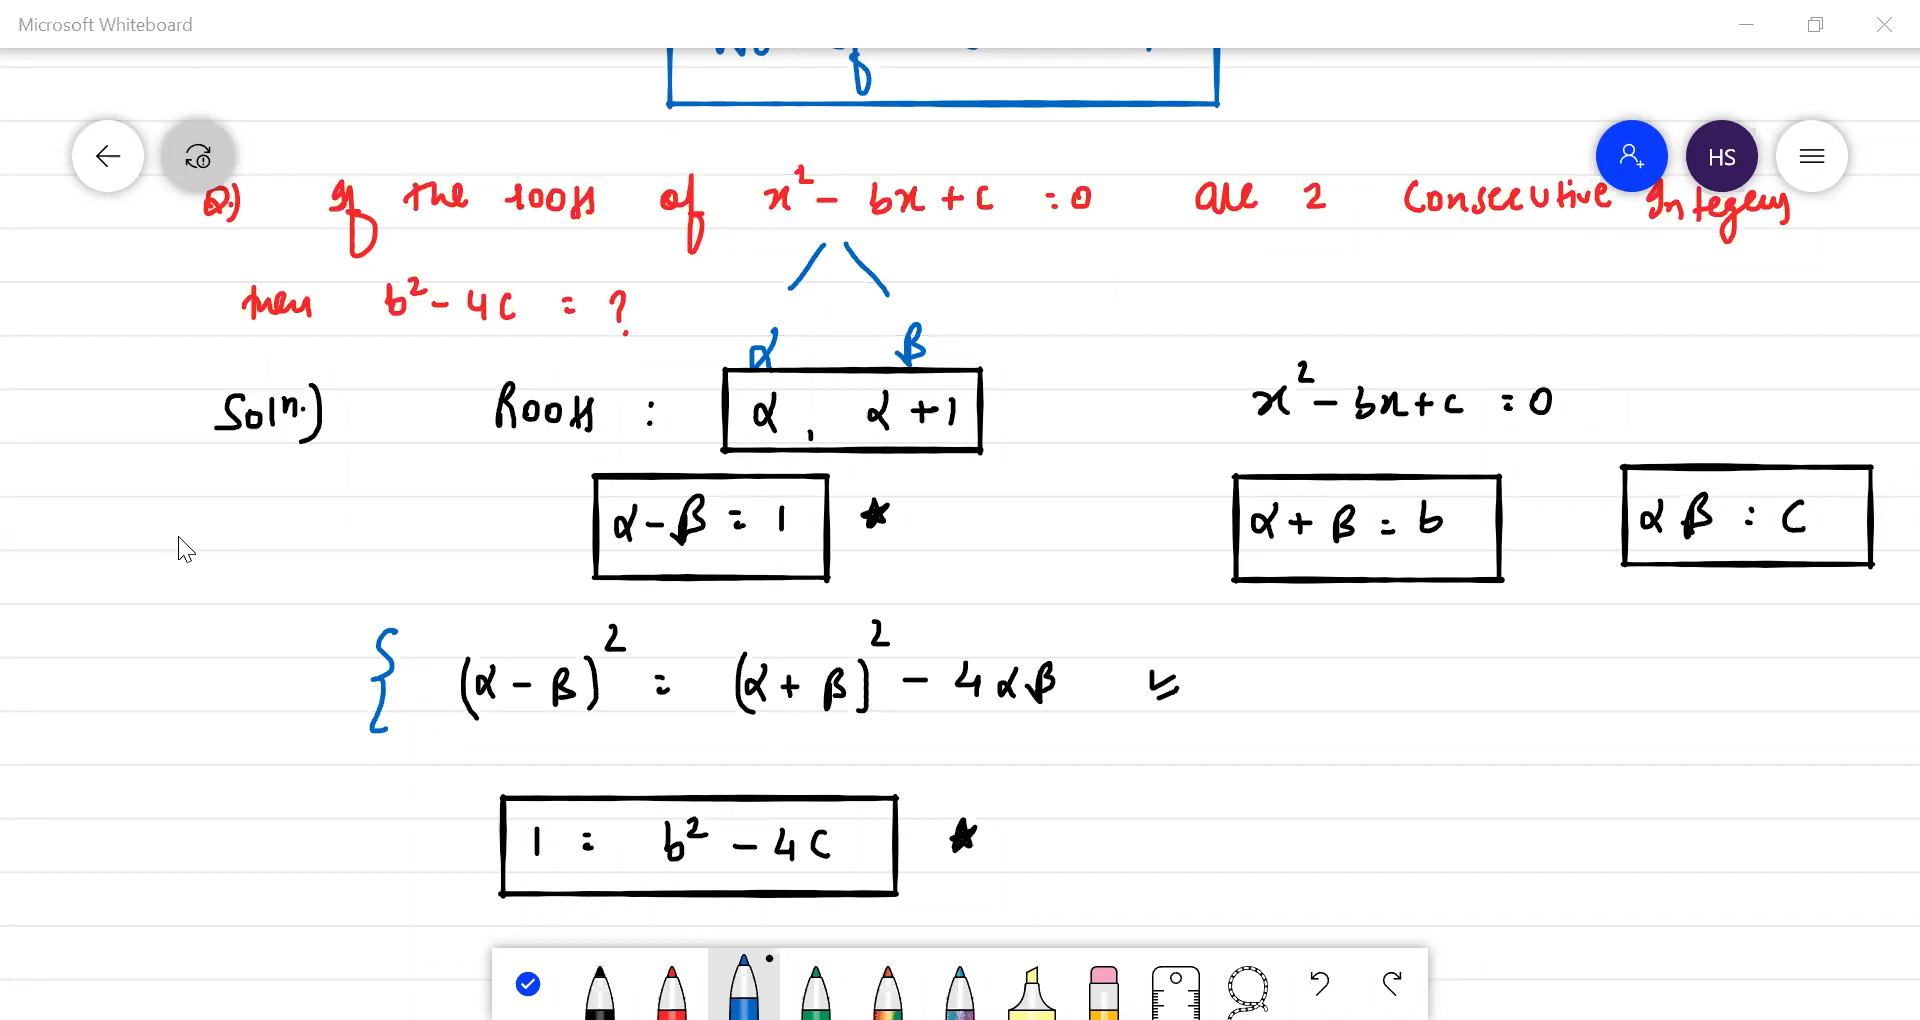 Microsoft Whiteboard
HS
Q.) If the roots of x² - bx + c = 0 are 2 Consecutive Integers
then b² - 4c = ?
α β
Soln.) Roots : α , α + 1 x² - bx + c = 0
α - β = 1 α + β = b αβ = c
(α - β)² = (α + β)² - 4αβ
1 = b² - 4c